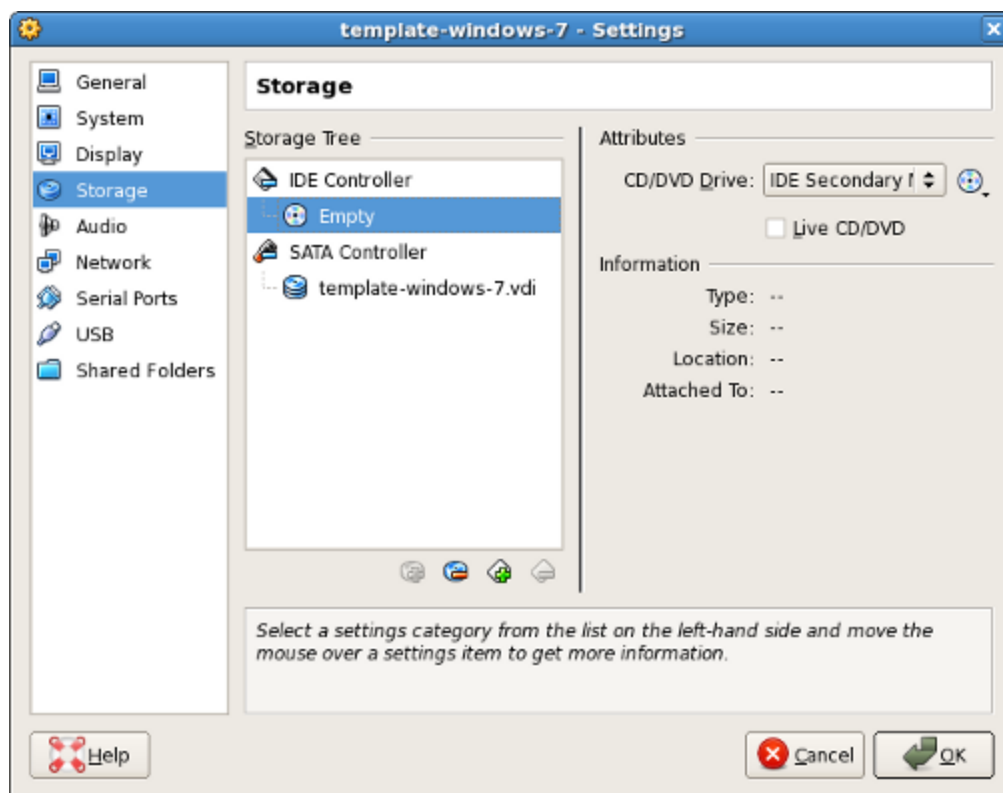 template-windows-7 - Settings
General
System
Display
Storage
Audio
Network
Serial Ports
USB
Shared Folders
Storage
Storage Tree
IDE Controller
Empty
SATA Controller
template-windows-7.vdi
Attributes
CD/DVD Drive: IDE Secondary
Live CD/DVD
Information
Type: --
Size: --
Location: --
Attached To: --
Select a settings category from the list on the left-hand side and move the
mouse over a settings item to get more information.
Help
Cancel
OK